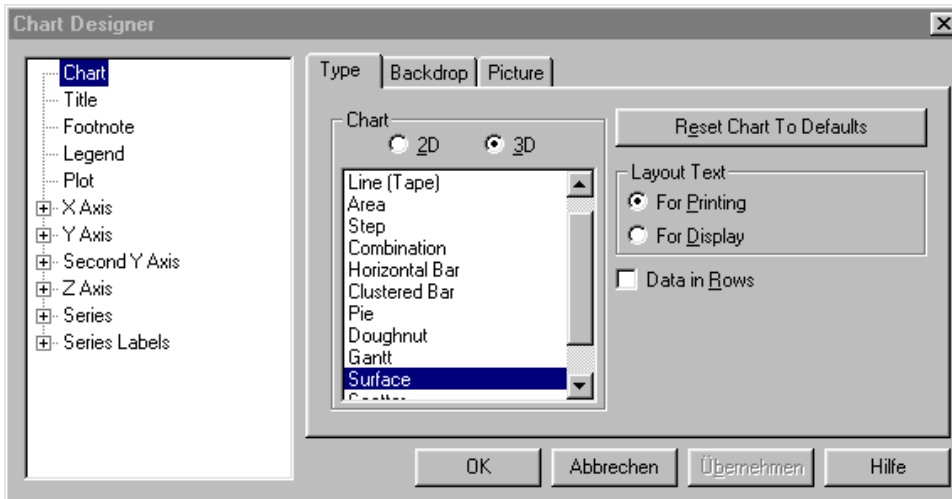 Chart Designer
Chart
Title
Footnote
Legend
Plot
X Axis
Y Axis
Second Y Axis
Z Axis
Series
Series Labels
Type
Backdrop
Picture
Chart
2D
3D
Line (Tape)
Area
Step
Combination
Horizontal Bar
Clustered Bar
Pie
Doughnut
Gantt
Surface
Reset Chart To Defaults
Layout Text
For Printing
For Display
Data in Rows
OK
Abbrechen
Übernehmen
Hilfe